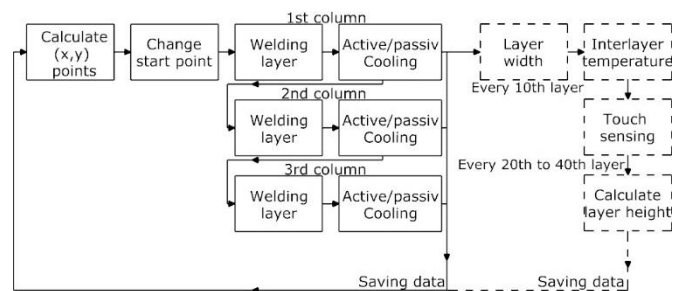 1st column
Calculate
(x,y)
points
Change
start point
Welding
layer
Active/passiv
Cooling
Layer
width
Interlayer
temperature
Every 10th layer
2nd column
Welding
layer
Active/passiv
Cooling
Touch
sensing
Every 20th to 40th layer
3rd column
Welding
layer
Active/passiv
Cooling
Calculate
layer height
Saving data
Saving data